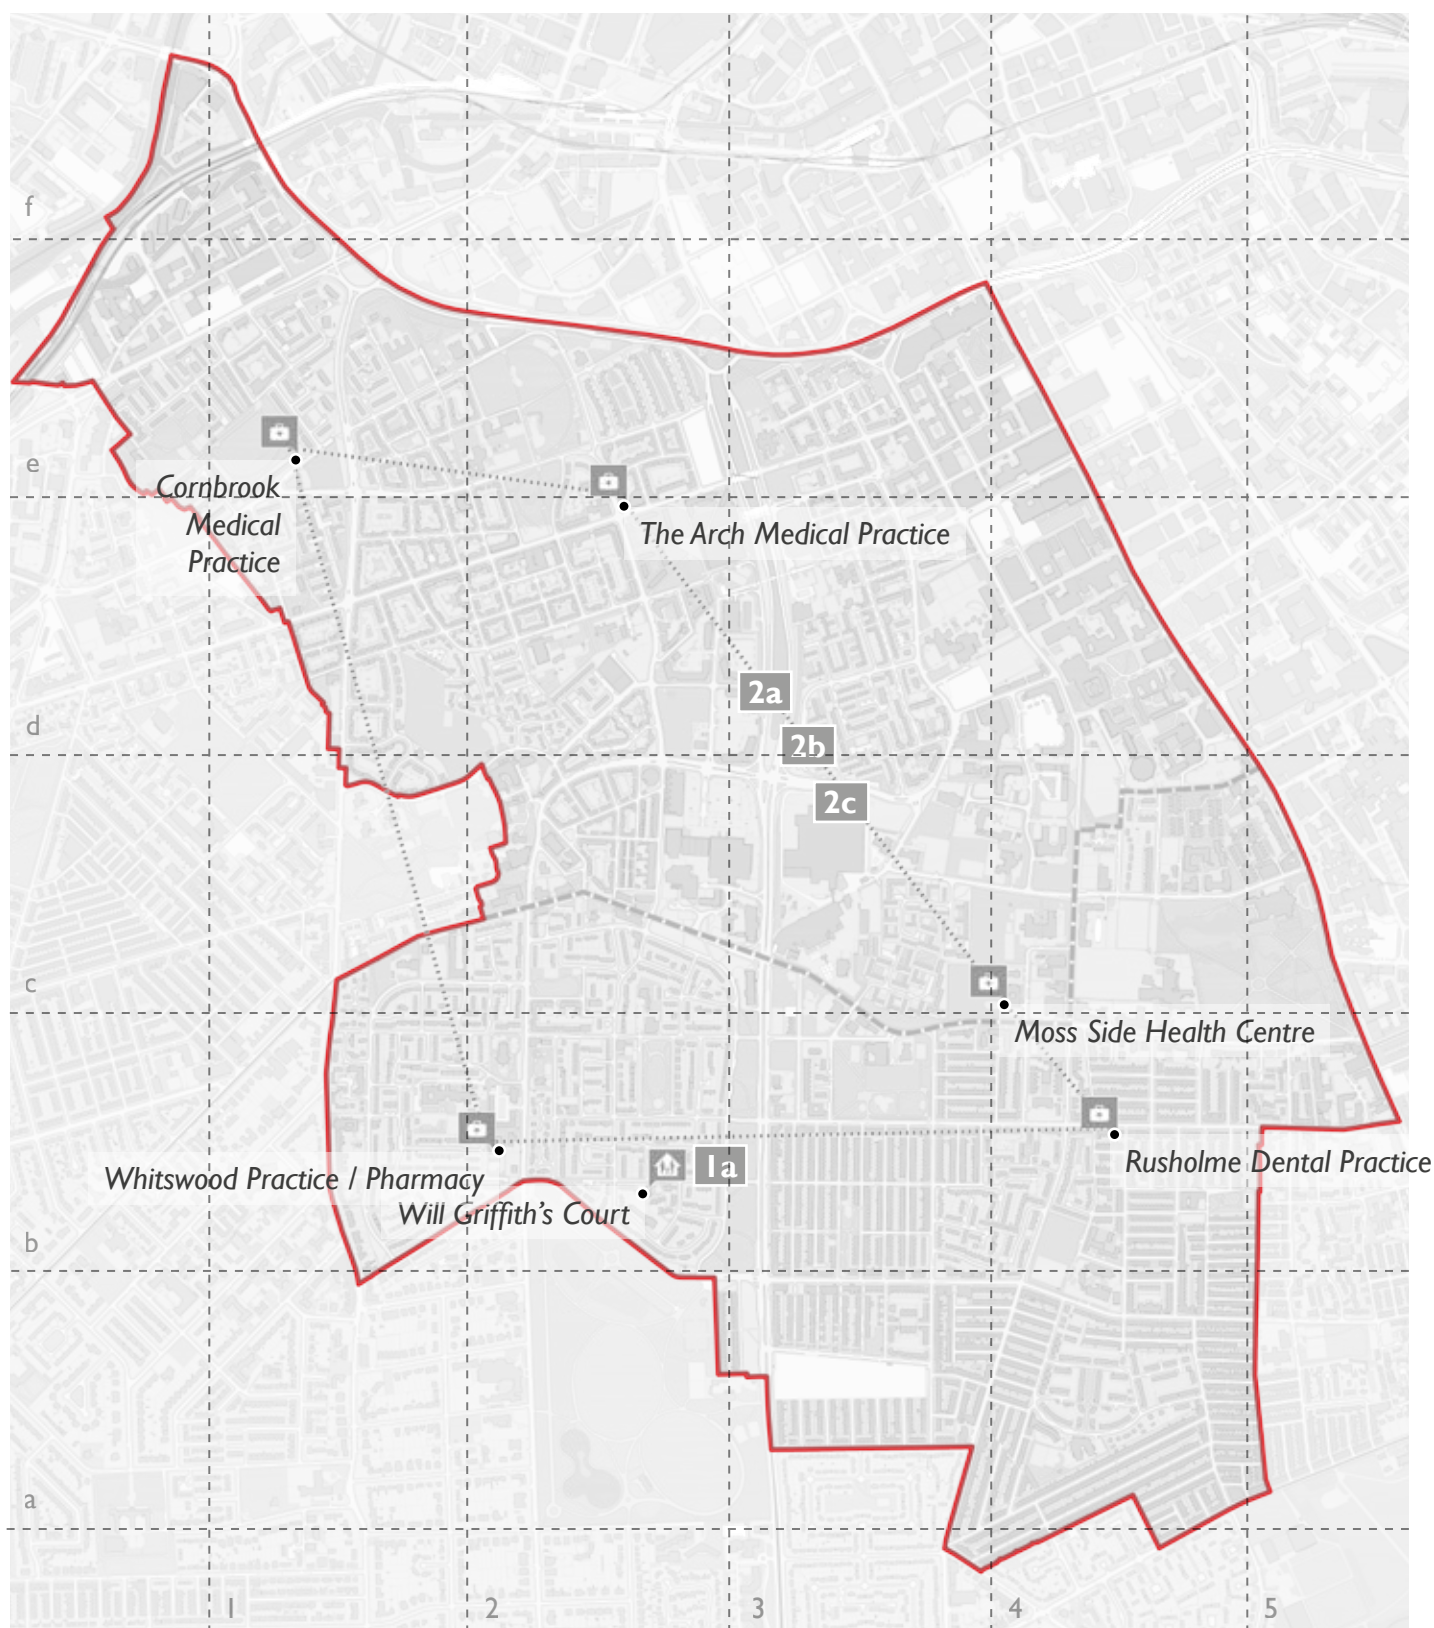 f
e
Cornbrook
Medical
Practice
The Arch Medical Practice
2a
d
2b
2c
c
Moss Side Health Centre
Whitswood Practice / Pharmacy
1a
Rusholme Dental Practice
Will Griffith's Court
b
a
1 2 3 4 5